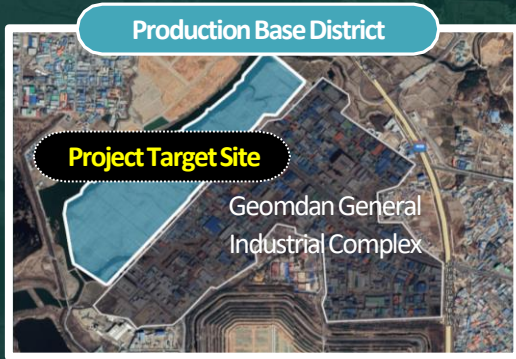 Production Base District
Project Target Site
Geomdan General
Industrial Complex